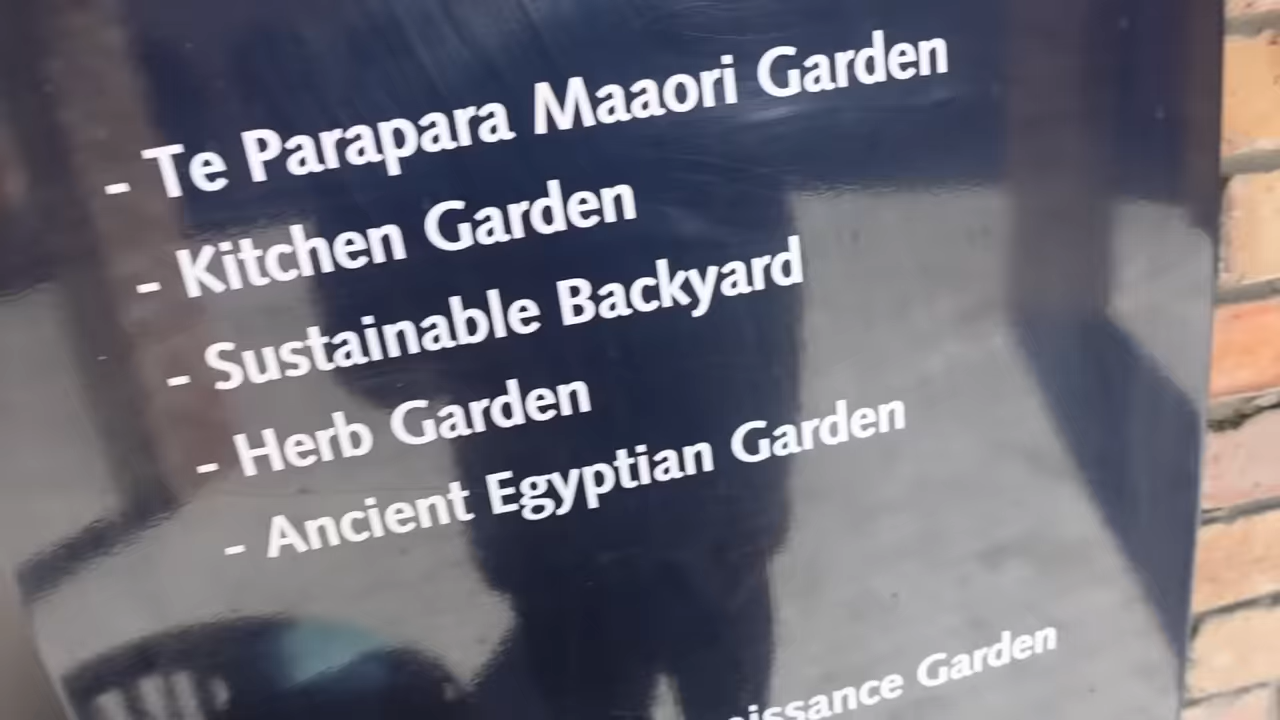 - Te Parapara Maaori Garden
- Kitchen Garden
- Sustainable Backyard
- Herb Garden
- Ancient Egyptian Garden
Garden